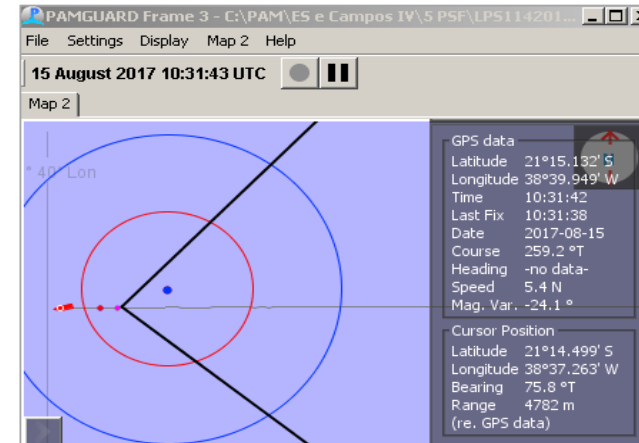 PAMGUARD Frame 3 - C:\PAM\ES e Campos IV\5 PSF\LPS114201...
File Settings Display Map 2 Help
15 August 2017 10:31:43 UTC
Map 2
° 40' Lon
GPS data
Latitude 21°15.132' S
Longitude 38°39.949' W
Time 10:31:42
Last Fix 10:31:38
Date 2017-08-15
Course 259.2 °T
Heading -no data-
Speed 5.4 N
Mag. Var. -24.1 °
Cursor Position
Latitude 21°14.499' S
Longitude 38°37.263' W
Bearing 75.8 °T
Range 4782 m
(re. GPS data)